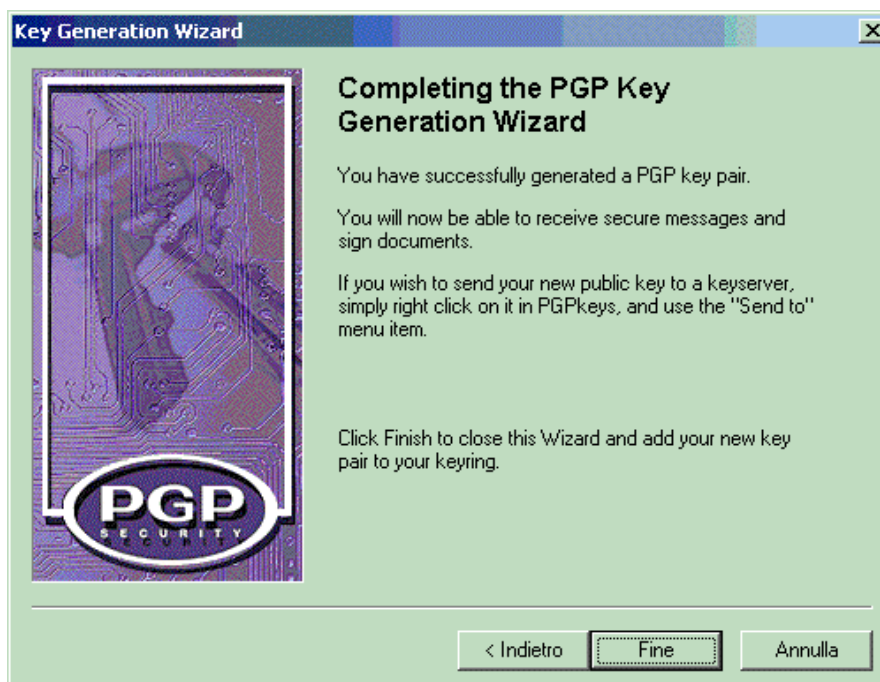 Key Generation Wizard
Completing the PGP Key
Generation Wizard
You have successfully generated a PGP key pair.
You will now be able to receive secure messages and
sign documents.
If you wish to send your new public key to a keyserver,
simply right click on it in PGPkeys, and use the "Send to"
menu item.
Click Finish to close this Wizard and add your new key
pair to your keyring.
PGP
SECURITY
< Indietro
Fine
Annulla